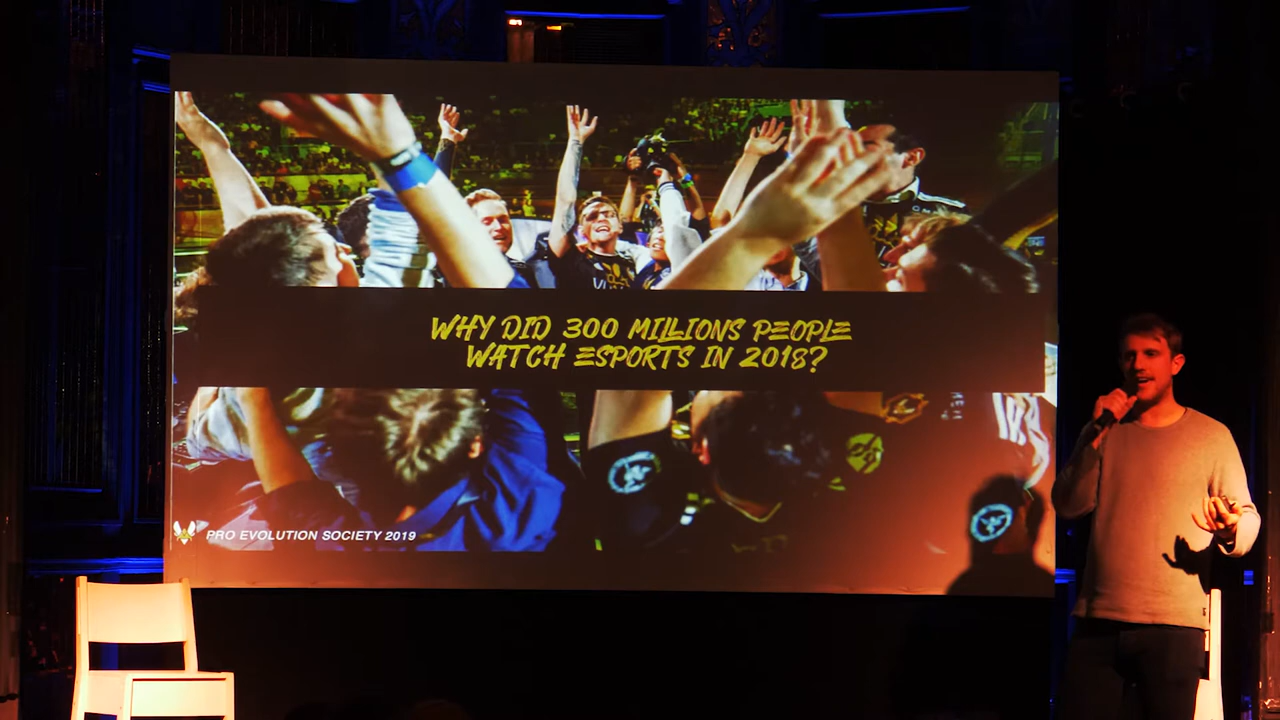 WHY DID 300 MILLIONS PEOPLE
WATCH ESPORTS IN 2018?
PRO EVOLUTION SOCIETY 2019